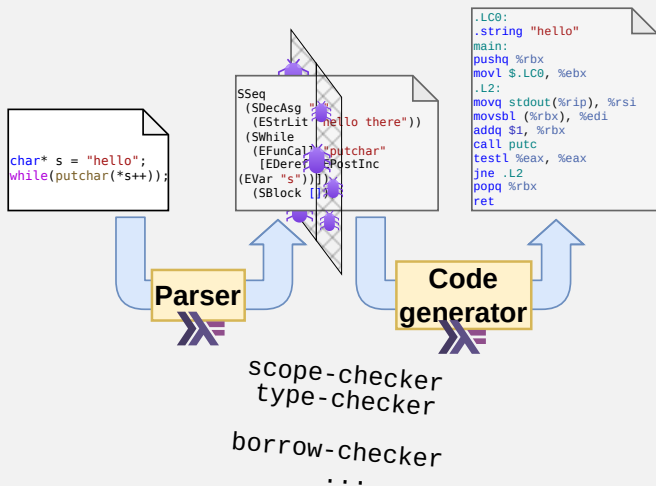 char* s = "hello";
while(putchar(*s++));
SSeq
(SDecAsg "
(EStrLit "hello there"))
(SWhile
(EFunCall "putchar"
[EDeref EPostInc
(EVar "s"))])
(SBlock [])
.LC0:
.string "hello"
main:
pushq %rbx
movl $.LC0, %ebx
.L2:
movq stdout(%rip), %rsi
movsbl (%rbx), %edi
addq $1, %rbx
call putc
testl %eax, %eax
jne .L2
popq %rbx
ret
Parser
Code
generator
scope-checker
type-checker
borrow-checker
...